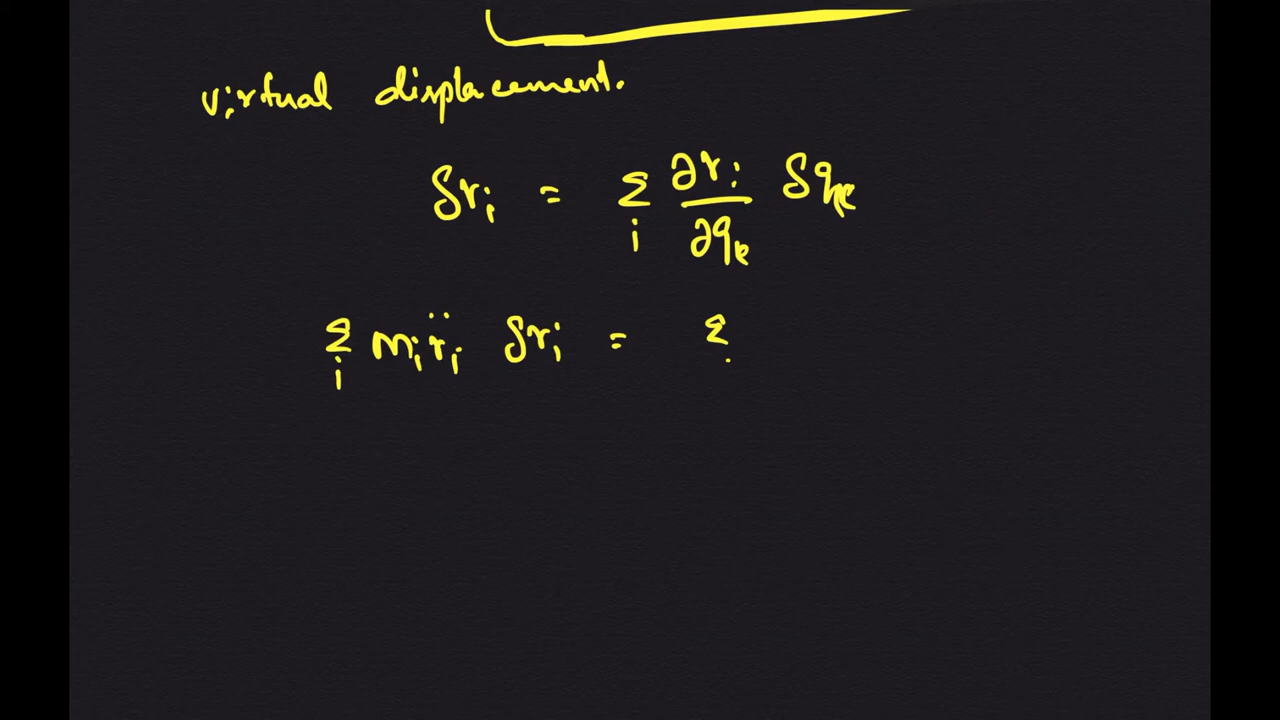 virtual displacement.
δr_i = Σ_i ∂r_i/∂q_k δq_k
Σ_i m_i r̈_i δr_i = Σ